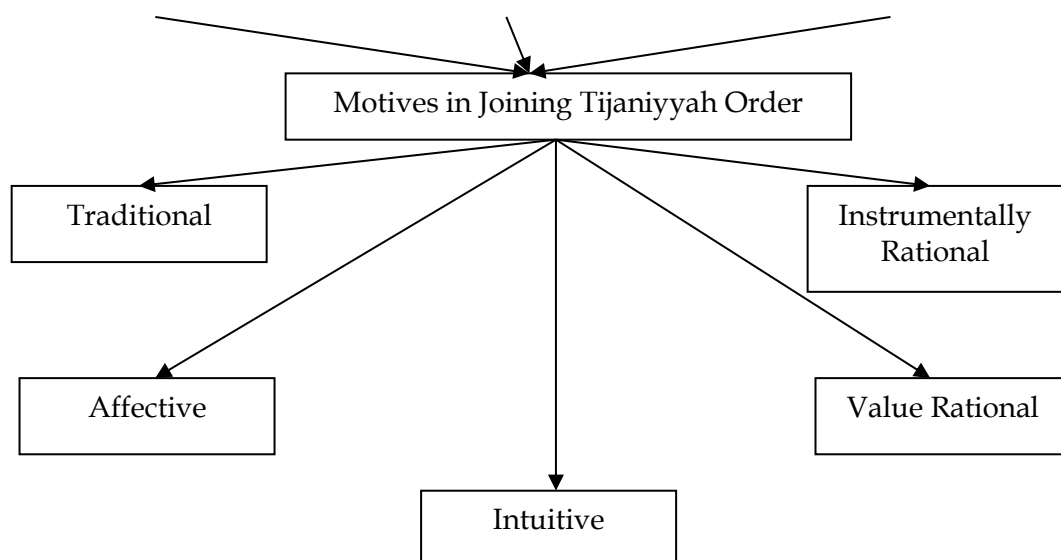 Motives in Joining Tijaniyyah Order
Traditional
Instrumentally
Rational
Affective
Value Rational
Intuitive